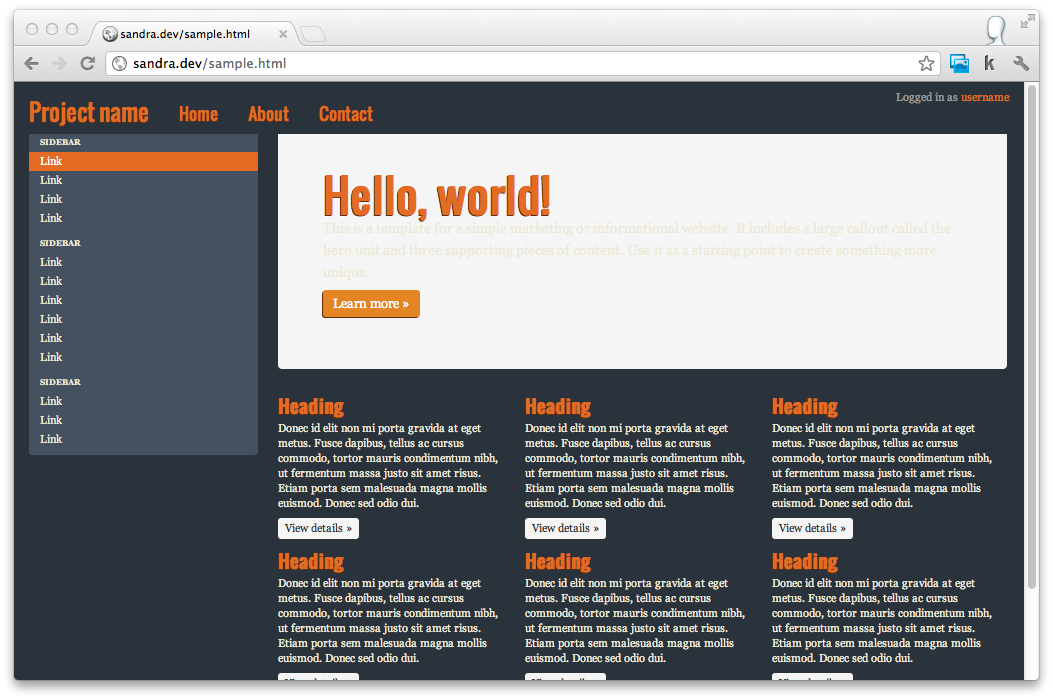 sandra.dev/sample.html
sandra.dev/sample.html
k
Logged in as username
Project name Home About Contact
SIDEBAR
Link
Link
Link
Link
SIDEBAR
Link
Link
Link
Link
Link
Link
SIDEBAR
Link
Link
Link
Hello, world!
This is a template for a simple marketing or informational website. It includes a large callout called the
hero unit and three supporting pieces of content. Use it as a starting point to create something more
unique.
Learn more »
Heading
Donec id elit non mi porta gravida at eget
metus. Fusce dapibus, tellus ac cursus
commodo, tortor mauris condimentum nibh,
ut fermentum massa justo sit amet risus.
Etiam porta sem malesuada magna mollis
euismod. Donec sed odio dui.
View details »
Heading
Donec id elit non mi porta gravida at eget
metus. Fusce dapibus, tellus ac cursus
commodo, tortor mauris condimentum nibh,
ut fermentum massa justo sit amet risus.
Etiam porta sem malesuada magna mollis
euismod. Donec sed odio dui.
View details »
Heading
Donec id elit non mi porta gravida at eget
metus. Fusce dapibus, tellus ac cursus
commodo, tortor mauris condimentum nibh,
ut fermentum massa justo sit amet risus.
Etiam porta sem malesuada magna mollis
euismod. Donec sed odio dui.
View details »
Heading
Donec id elit non mi porta gravida at eget
metus. Fusce dapibus, tellus ac cursus
commodo, tortor mauris condimentum nibh,
ut fermentum massa justo sit amet risus.
Etiam porta sem malesuada magna mollis
euismod. Donec sed odio dui.
Heading
Donec id elit non mi porta gravida at eget
metus. Fusce dapibus, tellus ac cursus
commodo, tortor mauris condimentum nibh,
ut fermentum massa justo sit amet risus.
Etiam porta sem malesuada magna mollis
euismod. Donec sed odio dui.
Heading
Donec id elit non mi porta gravida at eget
metus. Fusce dapibus, tellus ac cursus
commodo, tortor mauris condimentum nibh,
ut fermentum massa justo sit amet risus.
Etiam porta sem malesuada magna mollis
euismod. Donec sed odio dui.